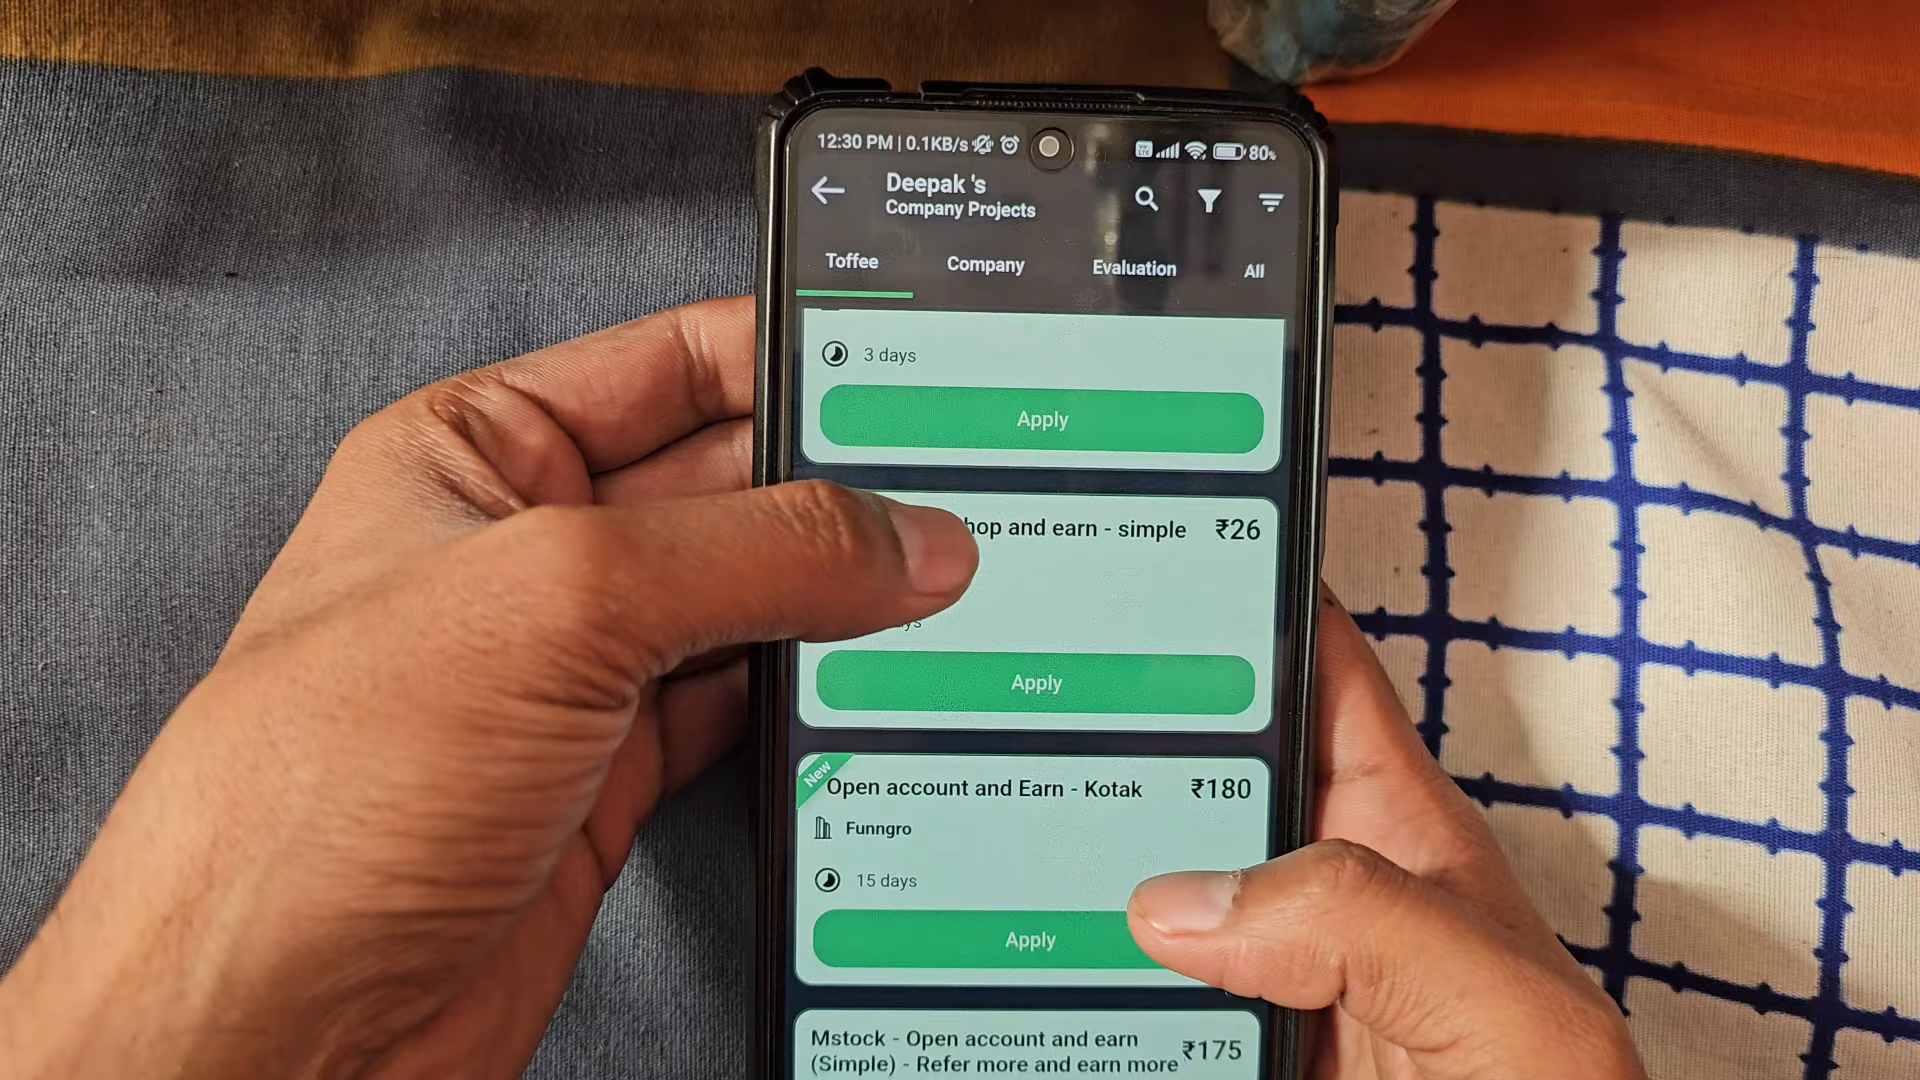 12:30 PM | 0.1KB/s 80%
Deepak 's
Company Projects
Toffee Company Evaluation All
3 days
Apply
and earn - simple ₹26
Apply
New
Open account and Earn - Kotak ₹180
Funngro
15 days
Apply
Mstock - Open account and earn
(Simple) - Refer more and earn more ₹175